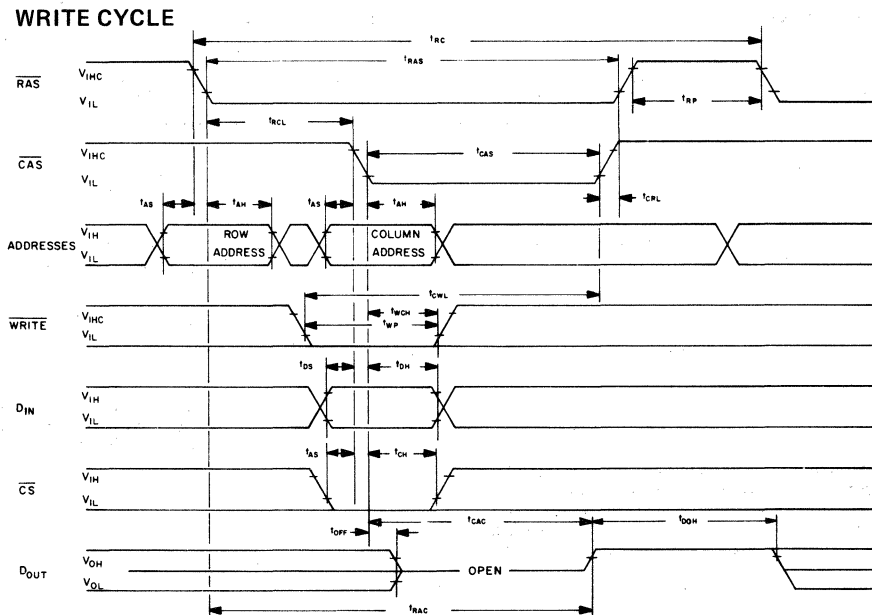 WRITE CYCLE
tRC
tRAS
RAS
VIHC
VIL
tRP
tRCL
CAS
VIHC
VIL
tCAS
tCRL
tAS
tAH
tAS
tAH
ADDRESSES
VIH
VIL
ROW
ADDRESS
COLUMN
ADDRESS
tCWL
WRITE
VIHC
VIL
tWCH
tWP
tDS
tDH
DIN
VIH
VIL
tAS
tCH
CS
VIH
VIL
tCAC
tDOH
tOFF
DOUT
VOH
VOL
OPEN
tRAC